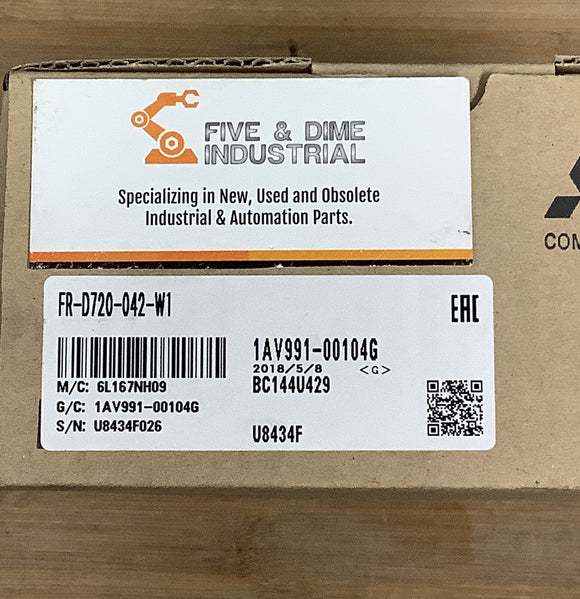 FIVE & DIME
INDUSTRIAL
Specializing in New, Used and Obsolete
Industrial & Automation Parts.
COM
FR-D720-042-W1
EAC
1AV991-00104G
2018/5/8 <G>
M/C: 6L167NH09
BC144U429
G/C: 1AV991-00104G
S/N: U8434F026
U8434F